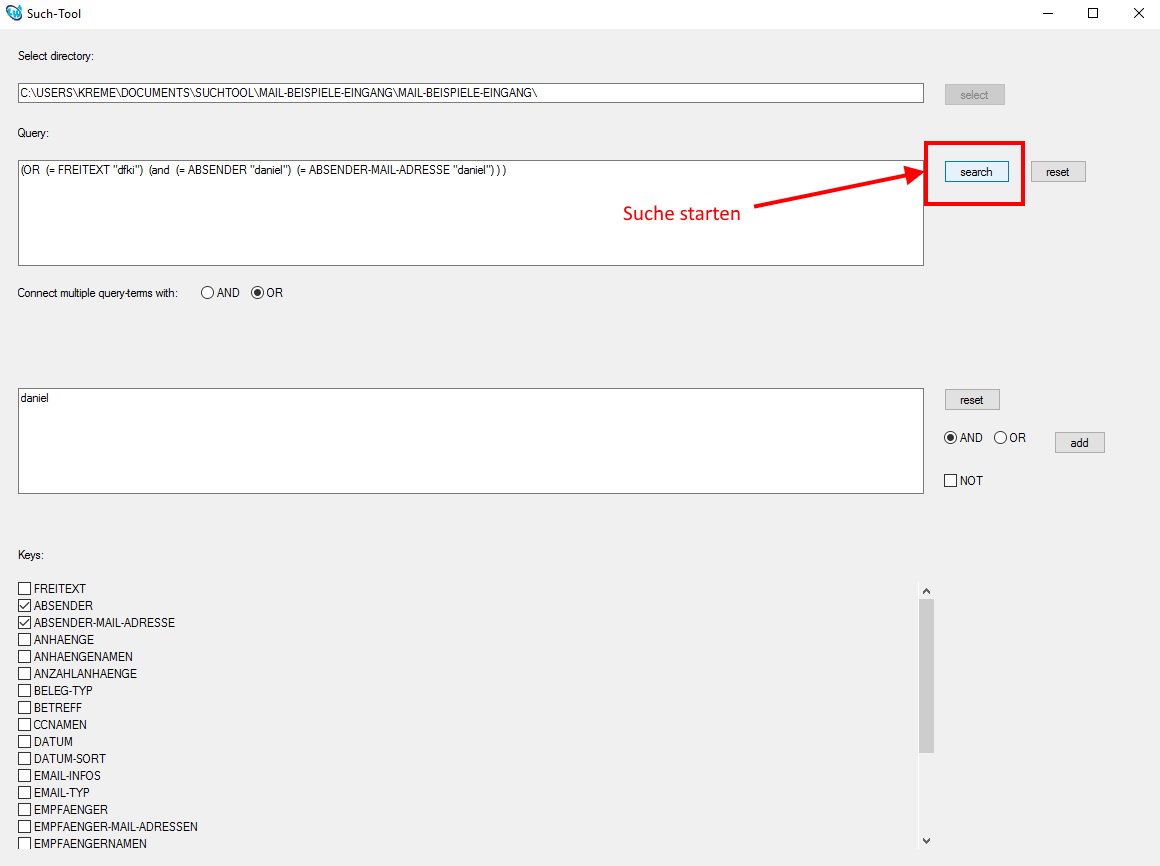 Such-Tool
Select directory:
C:\USERS\KREME\DOCUMENTS\SUCHTOOL\MAIL-BEISPIELE-EINGANG\MAIL-BEISPIELE-EINGANG\
select
Query:
(OR (= FREITEXT "dfki") (and (= ABSENDER "daniel") (= ABSENDER-MAIL-ADRESSE "daniel") ) )
search
reset
Suche starten
Connect multiple query-terms with:
AND
OR
daniel
reset
AND
OR
add
NOT
Keys:
FREITEXT
ABSENDER
ABSENDER-MAIL-ADRESSE
ANHAENGE
ANHAENGENAMEN
ANZAHLANHAENGE
BELEG-TYP
BETREFF
CCNAMEN
DATUM
DATUM-SORT
EMAIL-INFOS
EMAIL-TYP
EMPFAENGER
EMPFAENGER-MAIL-ADRESSEN
EMPFAENGERNAMEN